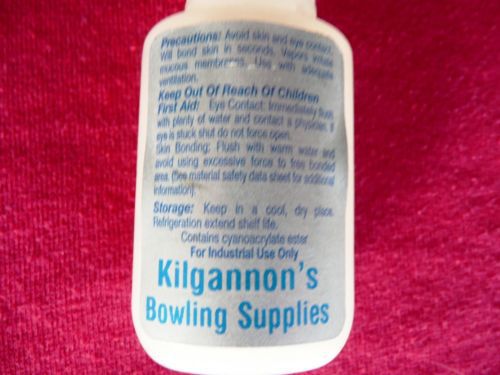 Precautions: Avoid skin and eye contact.
Will bond skin in seconds. Vapors irritate
mucous membranes. Use with adequate
ventilation.
Keep Out Of Reach Of Children
First Aid: Eye Contact: Immediately flush
with plenty of water and contact a physician. If
eye is stuck shut do not force open.
Skin Bonding: Flush with warm water and
avoid using excessive force to free bonded
area. (See material safety data sheet for additional
information).
Storage: Keep in a cool, dry place.
Refrigeration extend shelf life.
Contains cyanoacrylate ester
For Industrial Use Only
Kilgannon's
Bowling Supplies